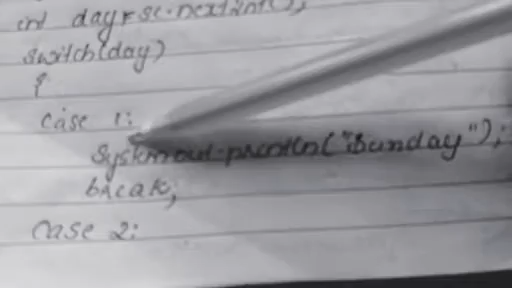 int day = sc.nextInt();
switch(day)
{
case 1:
System.out.println("Sunday");
break;
case 2: